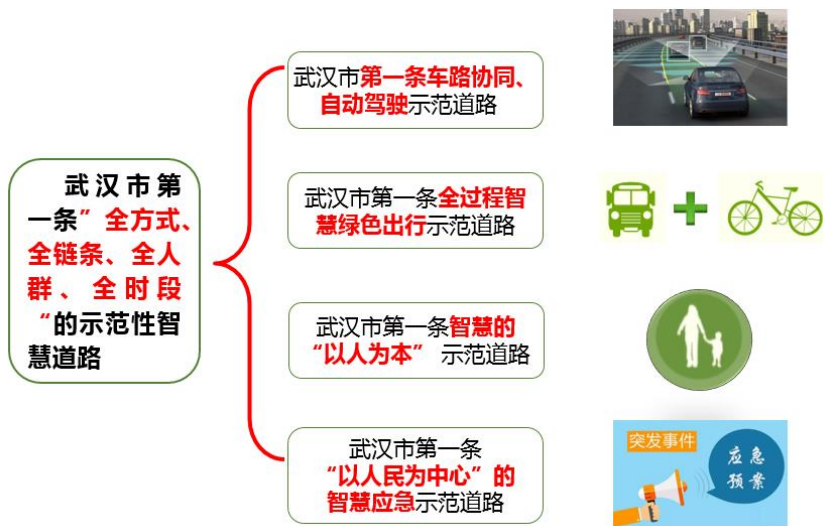 武汉市第
一条”全方式、
全链条、全人
群、全时段
“的示范性智
慧道路
武汉市第一条车路协同、
自动驾驶示范道路
武汉市第一条全过程智
慧绿色出行示范道路
武汉市第一条智慧的
“以人为本” 示范道路
武汉市第一条
“以人民为中心”的
智慧应急示范道路
突发事件
应急
预案